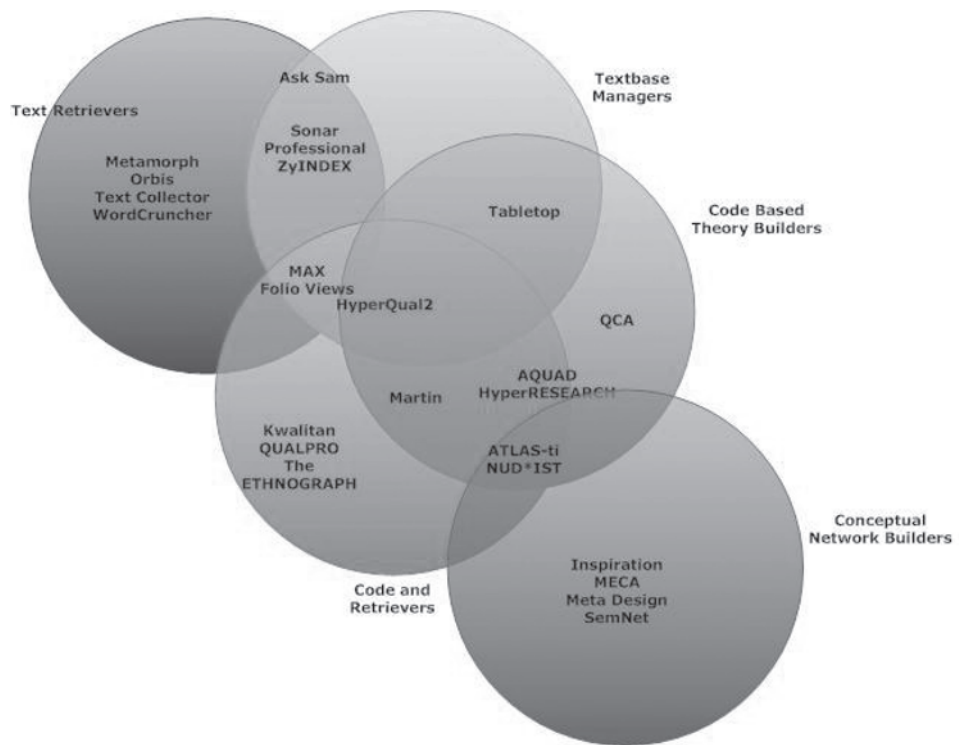 Ask Sam
Textbase
Managers
Text Retrievers
Sonar
Professional
ZyINDEX
Metamorph
Orbis
Text Collector
WordCruncher
Tabletop
Code Based
Theory Builders
MAX
Folio Views
HyperQual2
QCA
AQUAD
HyperRESEARCH
Martin
Kwalitan
QUALPRO
The
ETHNOGRAPH
ATLAS-ti
NUD*IST
Conceptual
Network Builders
Code and
Retrievers
Inspiration
MECA
Meta Design
SemNet